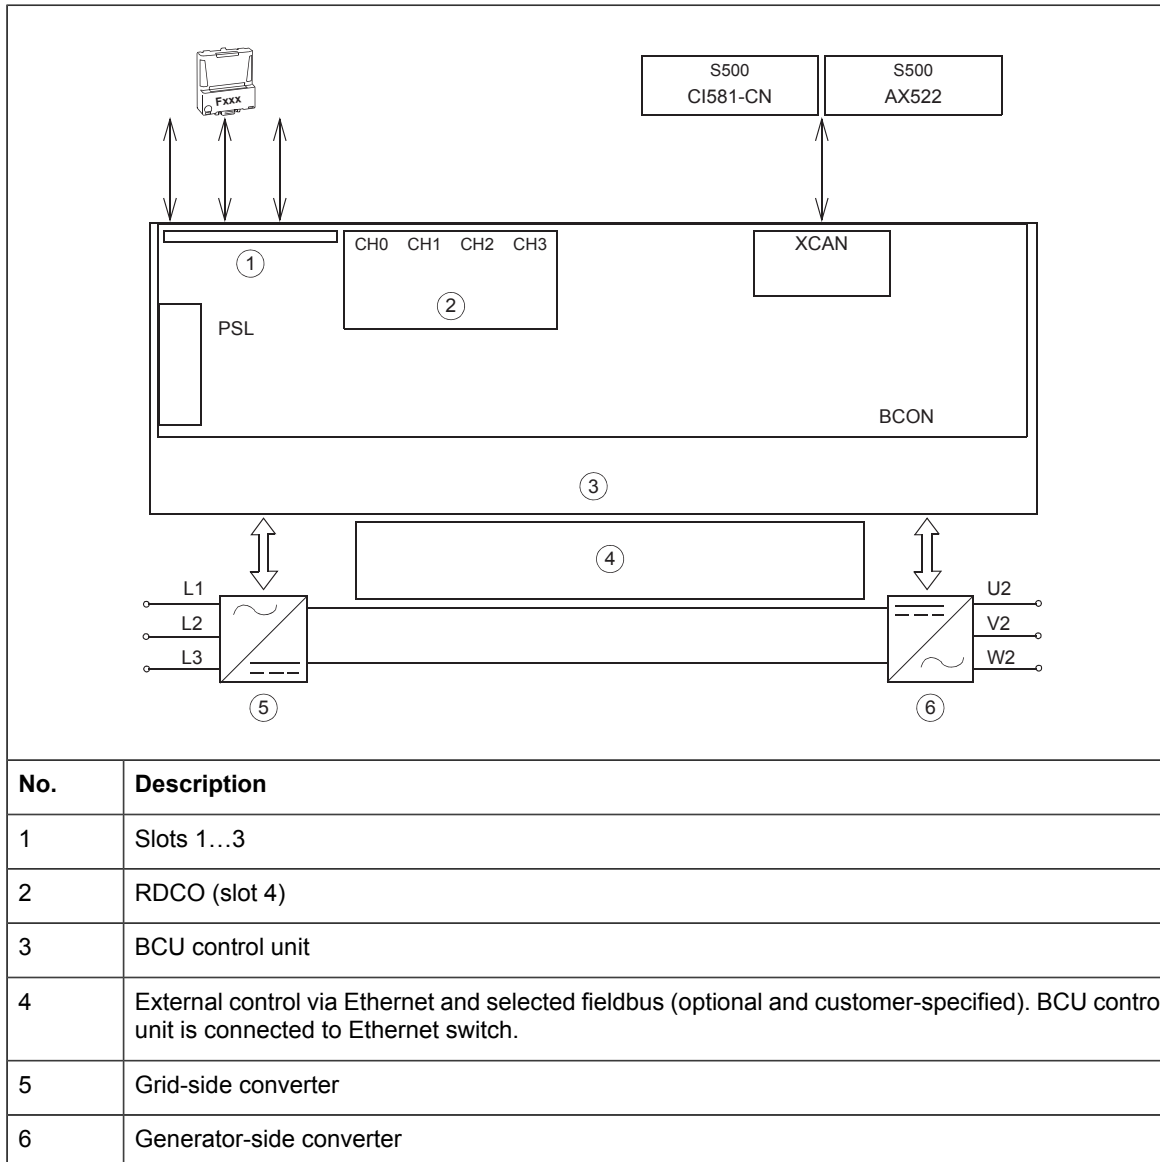 Fxxx
S500
CI581-CN
S500
AX522
CH0 CH1 CH2 CH3
XCAN
1
2
PSL
BCON
3
4
L1
L2
L3
U2
V2
W2
5
6
No. Description
1 Slots 1…3
2 RDCO (slot 4)
3 BCU control unit
4 External control via Ethernet and selected fieldbus (optional and customer-specified). BCU contro
unit is connected to Ethernet switch.
5 Grid-side converter
6 Generator-side converter